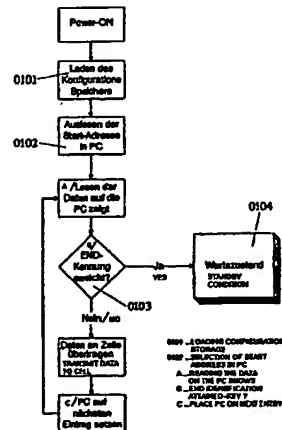 Power-ON
0101
Laden des
Konfigurations
Speichers
0102
Auslesen der
Start-Adresse
in PC
A /Lesen der
Daten auf die
PC zeigt
END-
Kennung
erreicht?
0103
Ja
YES
0104
Wartezustand
STANDBY
CONDITION
Nein/NO
Daten an Zelle
übertragen
TRANSMIT DATA
TO CELL
C/PC auf
nächsten
Eintrag setzen
0101 . LOADING CONFIGURATION
STORAGE
0102 . SELECTION OF START
ADDRESS IN PC
A . READING THE DATA
ON THE PC SHOWS
B . END IDENTIFICATION
ATTAINED-KEY ?
C . PLACE PC ON NEXT ENTRY